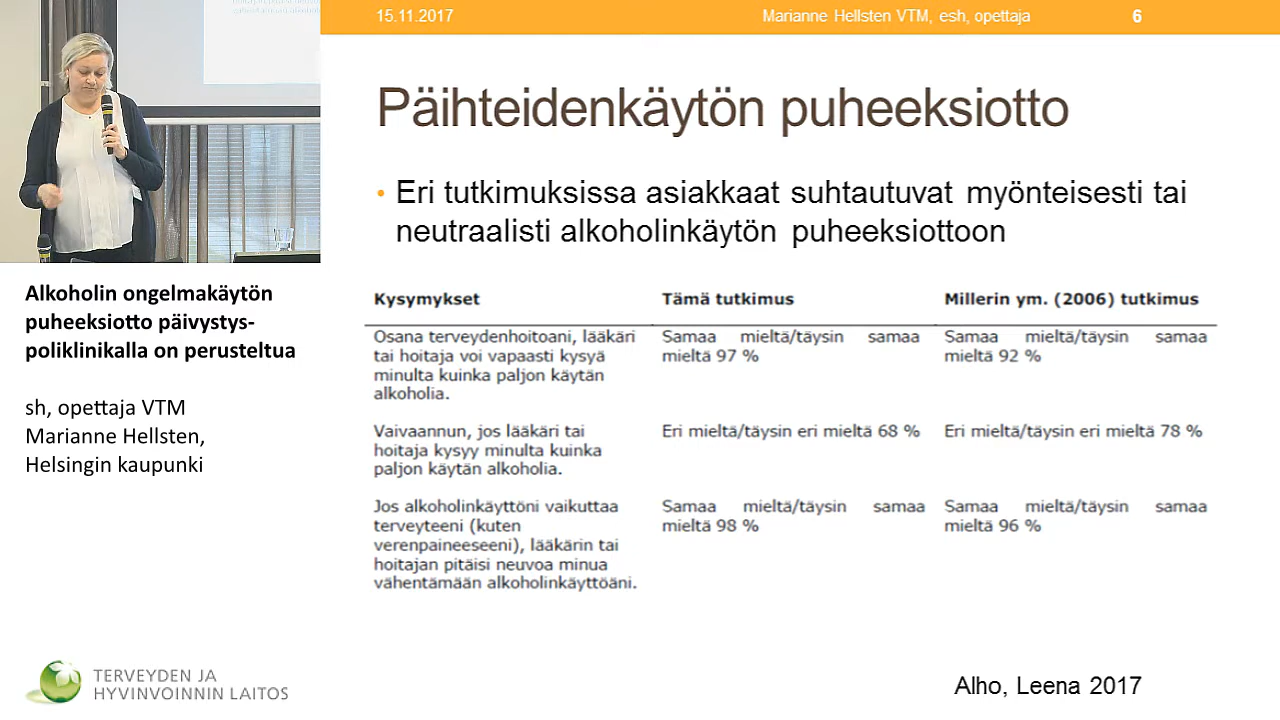 15.11.2017
Marianne Hellsten VTM, esh, opettaja
6
Päihteidenkäytön puheeksiotto
• Eri tutkimuksissa asiakkaat suhtautuvat myönteisesti tai
neutraalisti alkoholinkäytön puheeksiottoon
Kysymykset
Tämä tutkimus
Millerin ym. (2006) tutkimus
Osana terveydenhoitoani, lääkäri
tai hoitaja voi vapaasti kysyä
minulta kuinka paljon käytän
alkoholia.
Samaa mieltä/täysin samaa
mieltä 97 %
Samaa mieltä/täysin samaa
mieltä 92 %
Vaivaannun, jos lääkäri tai
hoitaja kysyy minulta kuinka
paljon käytän alkoholia.
Eri mieltä/täysin eri mieltä 68 %
Eri mieltä/täysin eri mieltä 78 %
Jos alkoholinkäyttöni vaikuttaa
terveyteeni (kuten
verenpaineeseeni), lääkärin tai
hoitajan pitäisi neuvoa minua
vähentämään alkoholinkäyttöäni.
Samaa mieltä/täysin samaa
mieltä 98 %
Samaa mieltä/täysin samaa
mieltä 96 %
Alho, Leena 2017
Alkoholin ongelmakäytön
puheeksiotto päivystys-
poliklinikalla on perusteltua
sh, opettaja VTM
Marianne Hellsten,
Helsingin kaupunki
TERVEYDEN JA
HYVINVOINNIN LAITOS